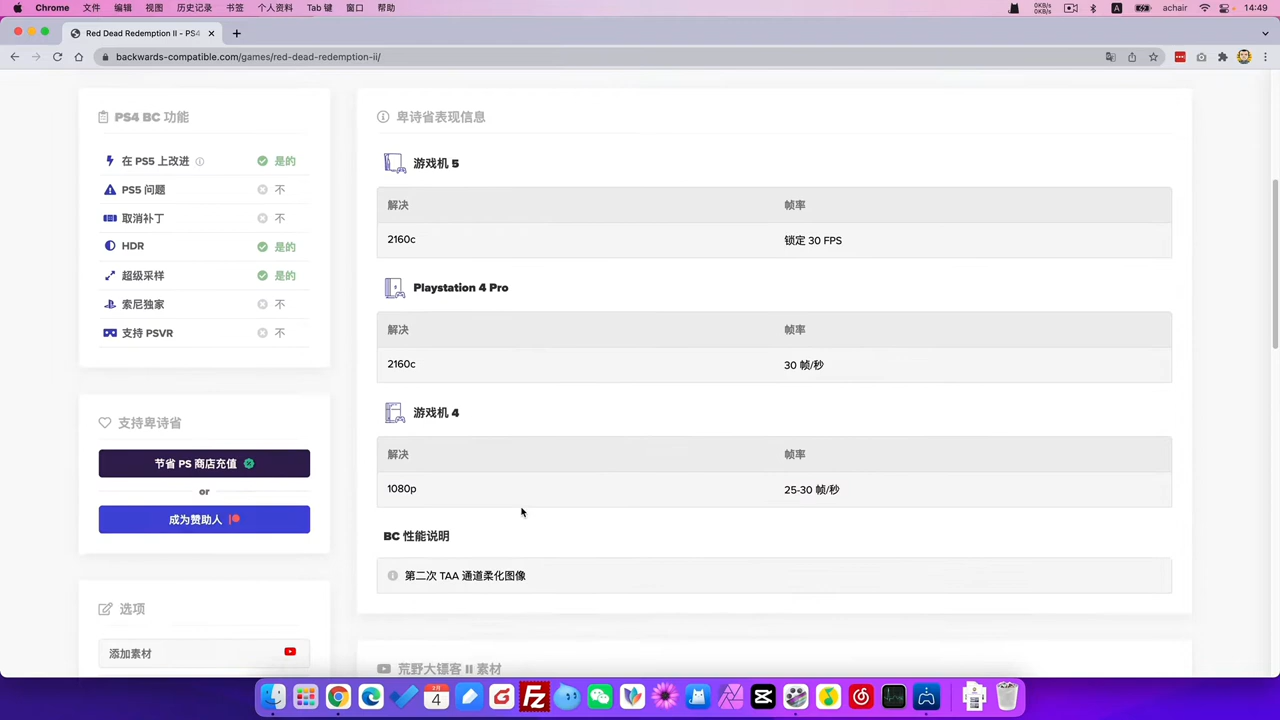 Chrome 文件 编辑 视图 历史记录 书签 个人资料 Tab 键 窗口 帮助 0KB/s 0KB/s A achair 14:49
Red Dead Redemption II - PS4
backwards-compatible.com/games/red-dead-redemption-ii/
PS4 BC 功能
在 PS5 上改进 是的
PS5 问题 不
取消补丁 不
HDR 是的
超级采样 是的
索尼独家 不
支持 PSVR 不
支持卑诗省
节省 PS 商店充值
or
成为赞助人
选项
添加素材
卑诗省表现信息
游戏机 5
解决 帧率
2160c 锁定 30 FPS
Playstation 4 Pro
解决 帧率
2160c 30 帧/秒
游戏机 4
解决 帧率
1080p 25-30 帧/秒
BC 性能说明
第二次 TAA 通道柔化图像
荒野大镖客 II 素材
2月
4